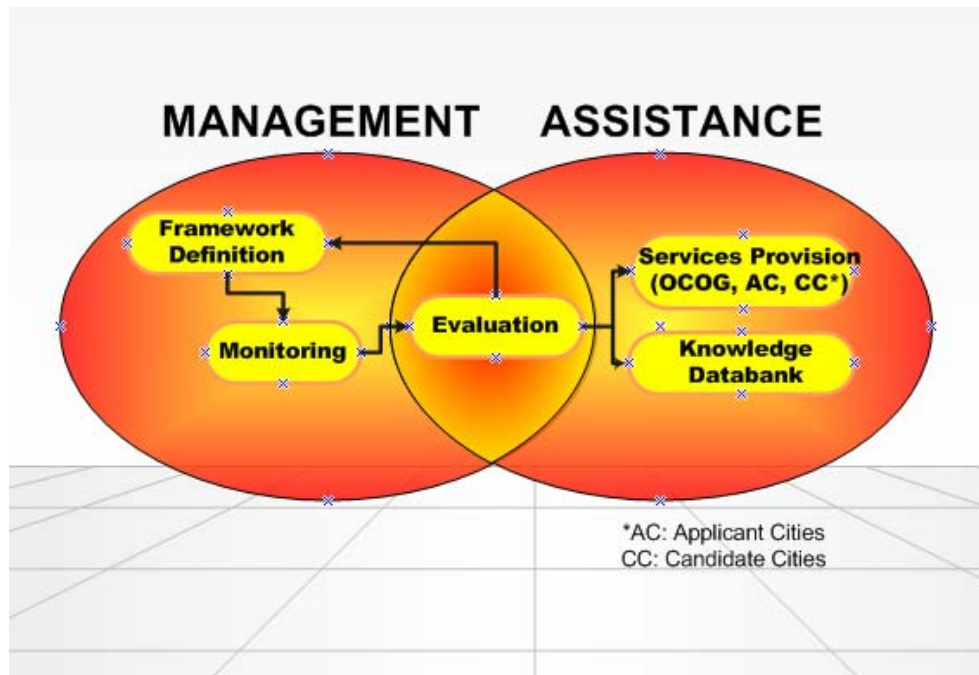 MANAGEMENT ASSISTANCE
Framework
Definition
Monitoring
Evaluation
Services Provision
(OCOG, AC, CC*)
Knowledge
Databank
*AC: Applicant Cities
CC: Candidate Cities